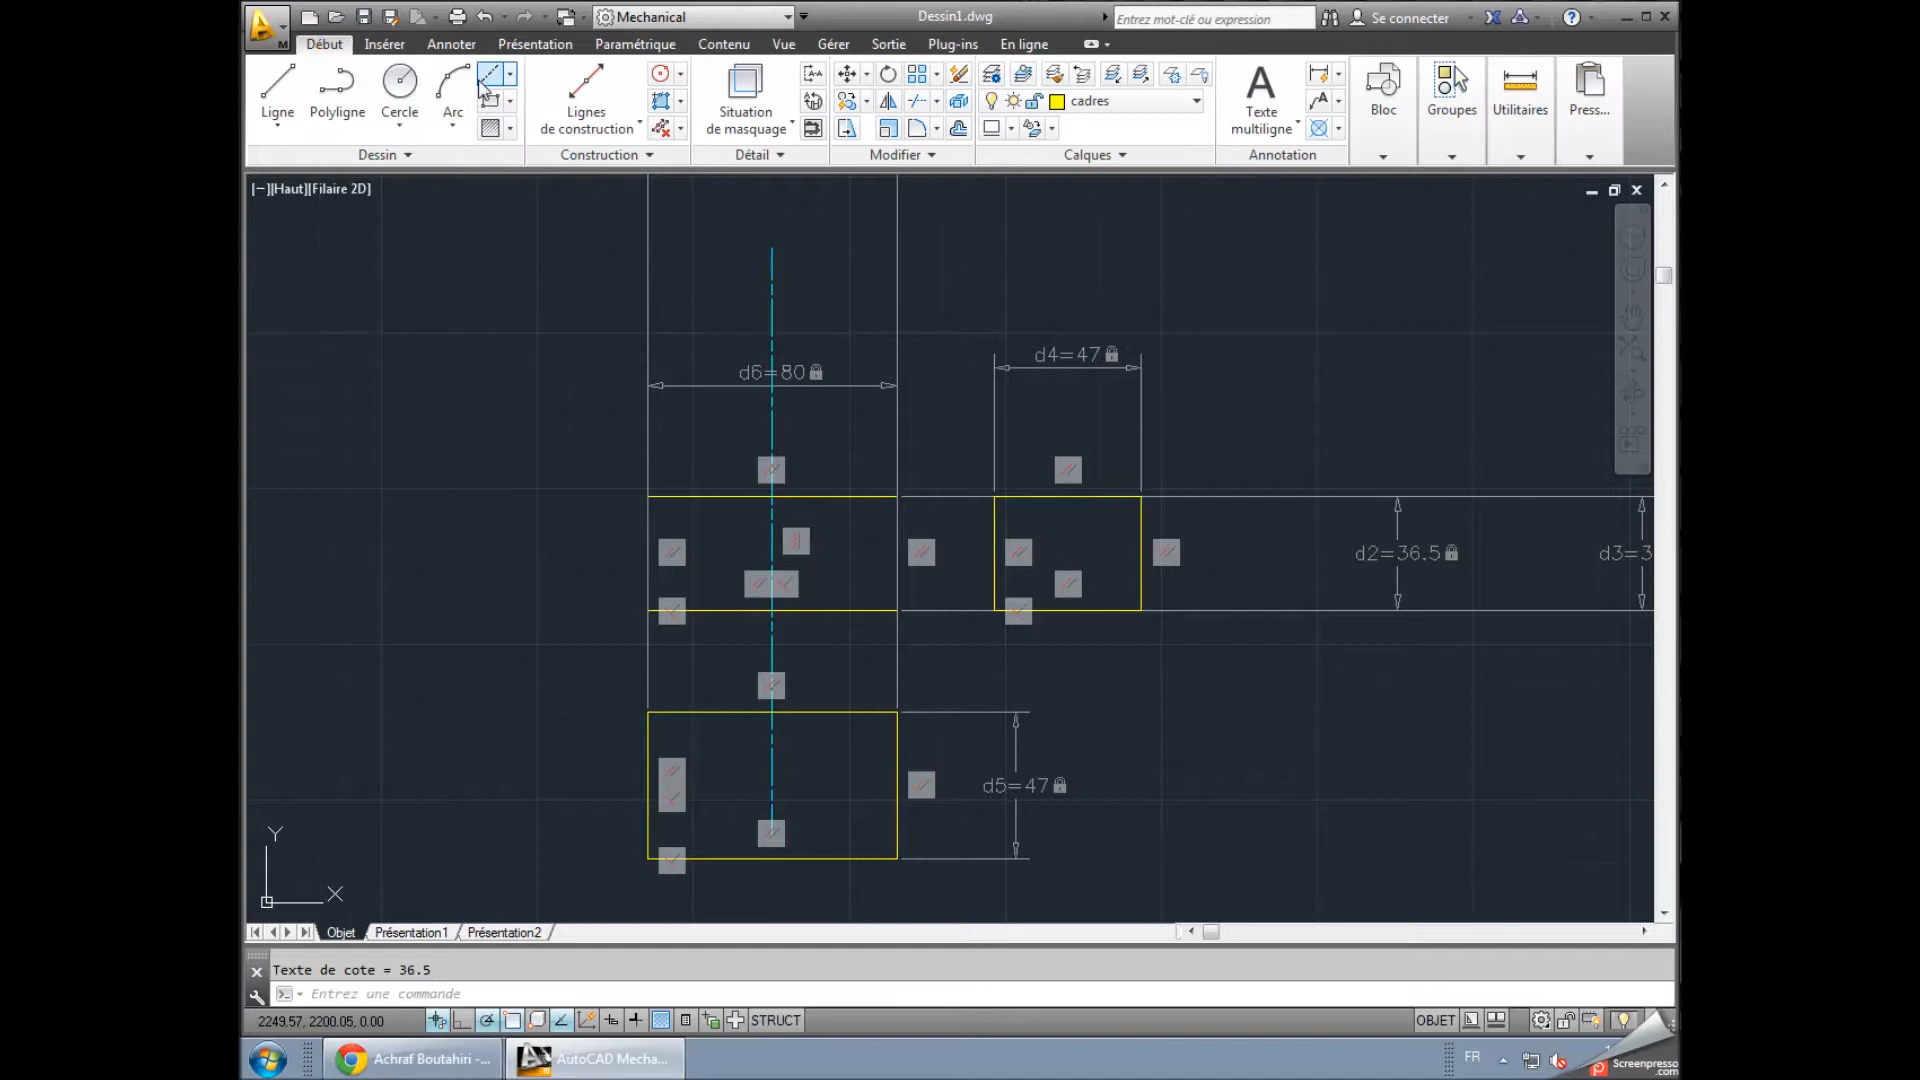 Mechanical
Dessin1.dwg
Entrez mot-clé ou expression
Se connecter
M
Début
Insérer
Annoter
Présentation
Paramétrique
Contenu
Vue
Gérer
Sortie
Plug-ins
En ligne
Ligne
Polyligne
Cercle
Arc
Lignes
de construction
Situation
de masquage
cadres
A
Texte
multiligne
Bloc
Groupes
Utilitaires
Press...
Dessin
Construction
Détail
Modifier
Calques
Annotation
[−][Haut][Filaire 2D]
d6=80
d4=47
d2=36.5
d3=3
d5=47
Y
X
Objet
Présentation1
Présentation2
Texte de cote = 36.5
Entrez une commande
2249.57, 2200.05, 0.00
STRUCT
OBJET
Achraf Boutahiri -...
AutoCAD Mecha...
FR
Screenpresso
.com